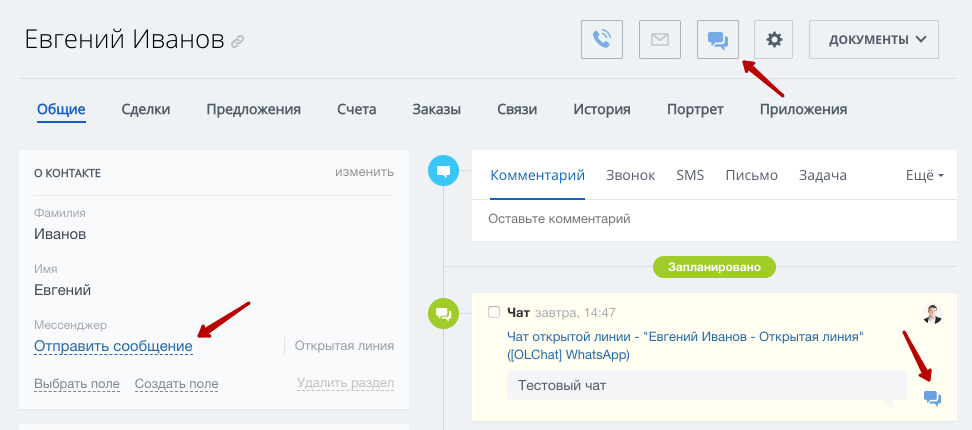 Евгений Иванов
ДОКУМЕНТЫ
Общие Сделки Предложения Счета Заказы Связи История Портрет Приложения
О КОНТАКТЕ изменить
Фамилия
Иванов
Имя
Евгений
Мессенджер
Отправить сообщение Открытая линия
Выбрать поле Создать поле Удалить раздел
Комментарий Звонок SMS Письмо Задача Ещё
Оставьте комментарий
Запланировано
Чат завтра, 14:47
Чат открытой линии - "Евгений Иванов - Открытая линия"
([OLChat] WhatsApp)
Тестовый чат